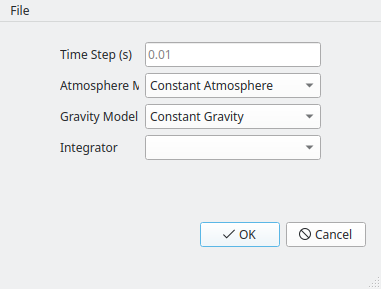 File
Time Step (s) 0.01
Atmosphere M Constant Atmosphere
Gravity Model Constant Gravity
Integrator
OK Cancel